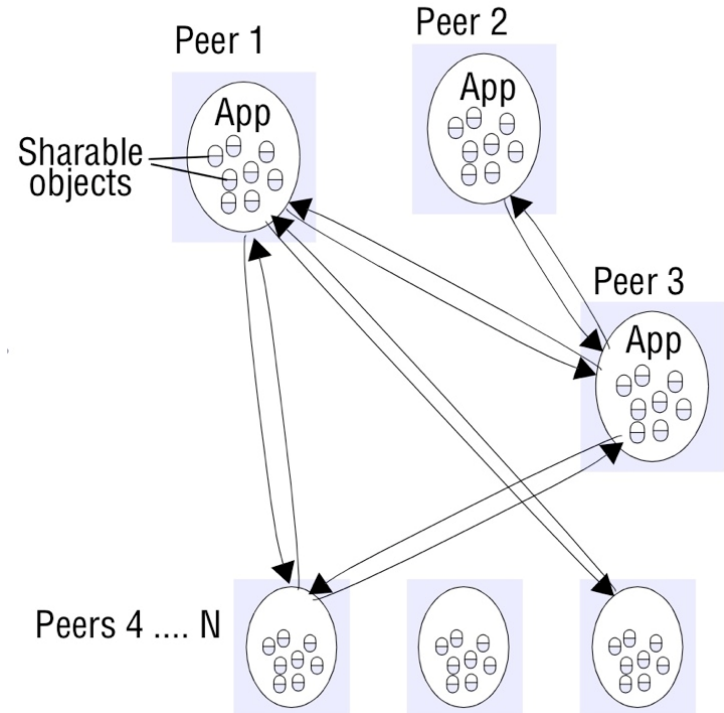 Peer 1
Peer 2
App
App
Sharable
objects
Peer 3
App
Peers 4 .... N